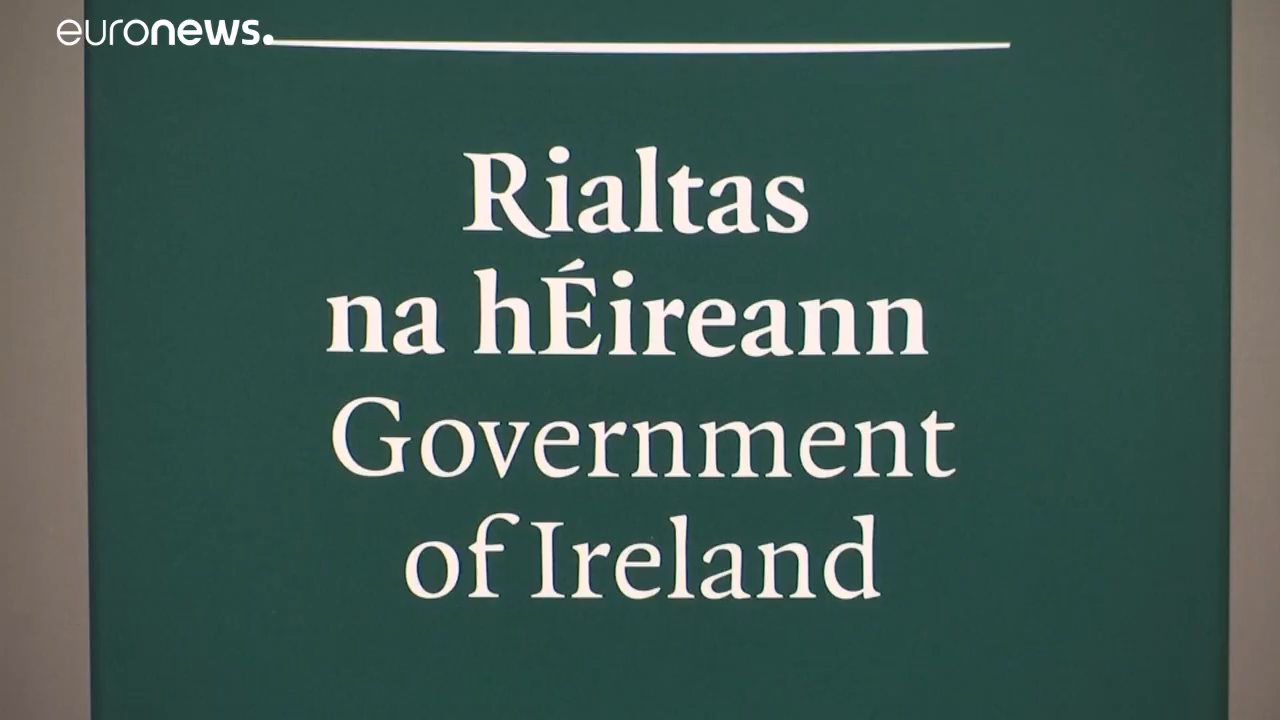 euronews.
Rialtas
na hÉireann
Government
of Ireland